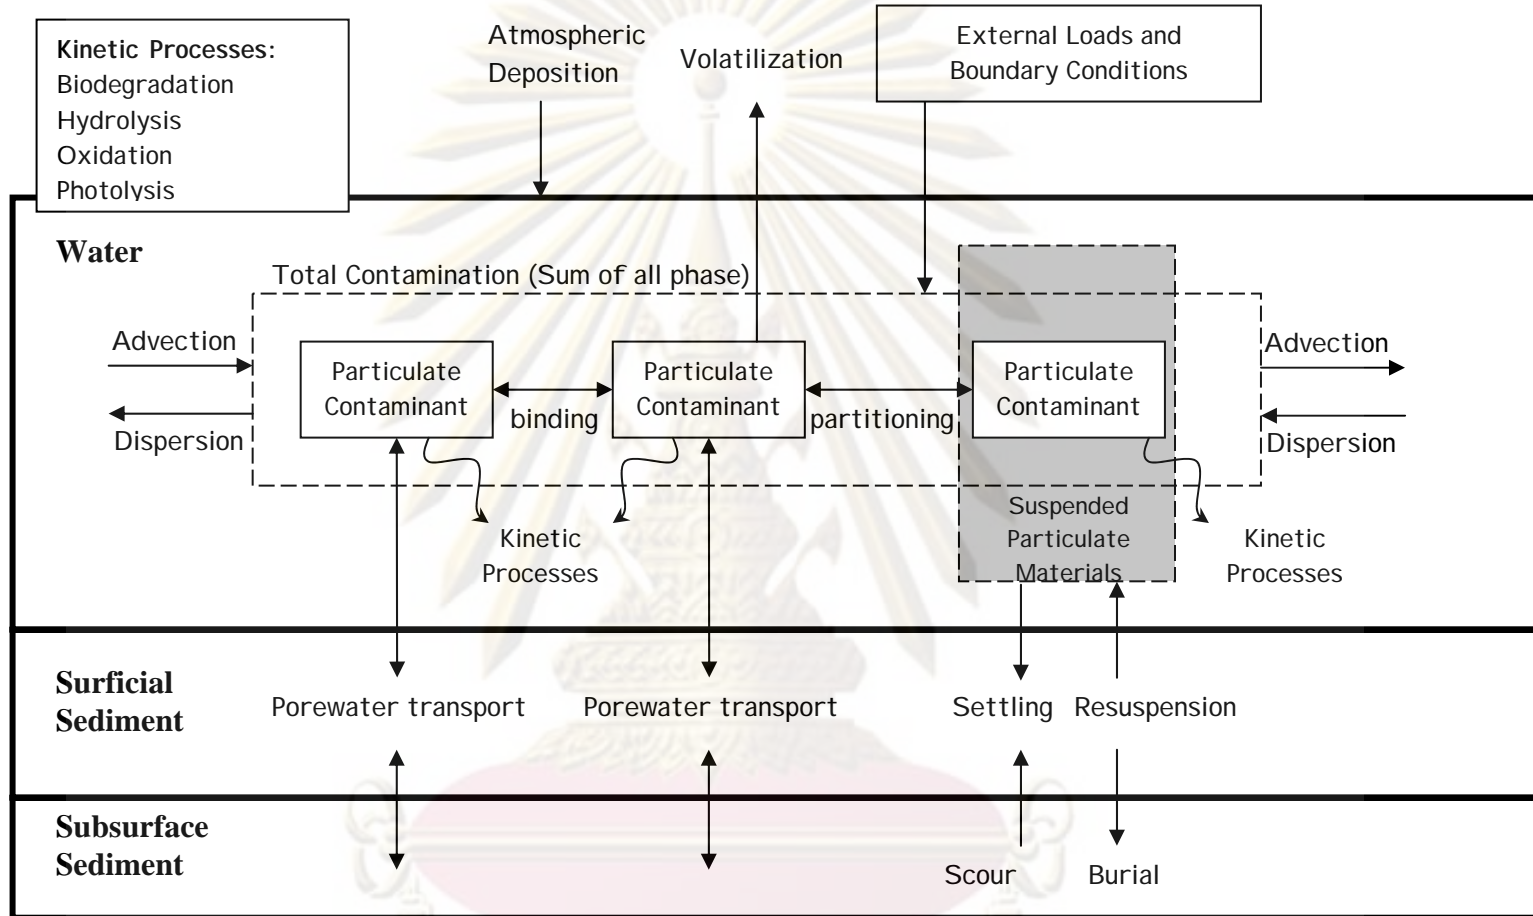 Kinetic Processes:
Biodegradation
Hydrolysis
Oxidation
Photolysis
Atmospheric
Deposition
Volatilization
External Loads and
Boundary Conditions
Water
Total Contamination (Sum of all phase)
Advection
Dispersion
Particulate
Contaminant
binding
Particulate
Contaminant
partitioning
Particulate
Contaminant
Advection
Dispersion
Kinetic
Processes
Suspended
Particulate
Materials
Kinetic
Processes
Surficial
Sediment
Porewater transport
Porewater transport
Settling
Resuspension
Subsurface
Sediment
Scour
Burial